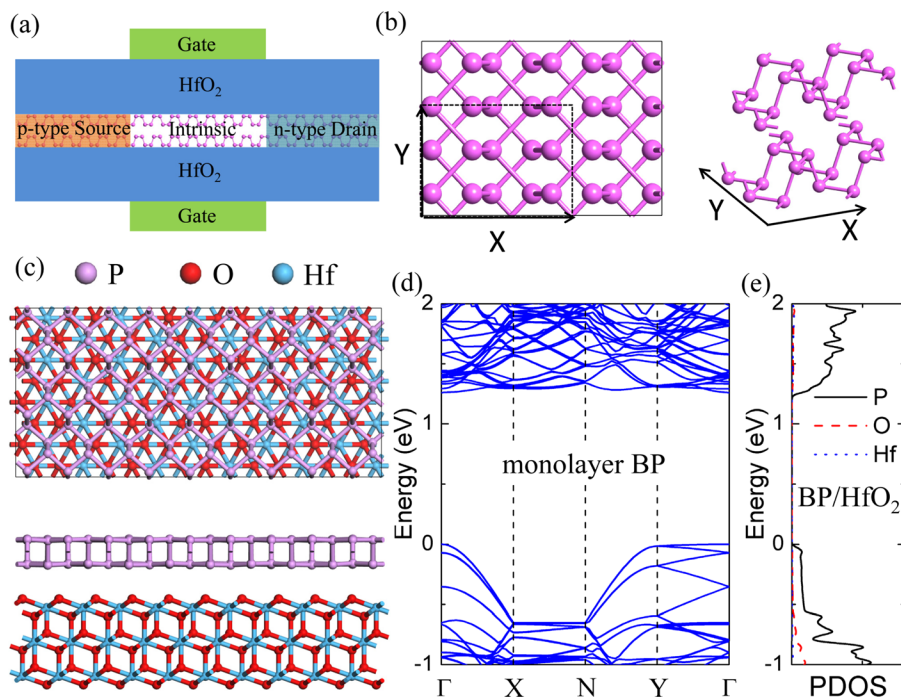 (a)
Gate
HfO₂
p-type Source
Intrinsic
n-type Drain
HfO₂
Gate
(b)
Y
X
Y
X
(c)
P
O
Hf
(d)
2
1
0
-1
Energy (eV)
monolayer BP
Γ
X
N
Y
Γ
(e)
2
1
0
-1
Energy (eV)
P
O
Hf
BP/HfO₂
PDOS